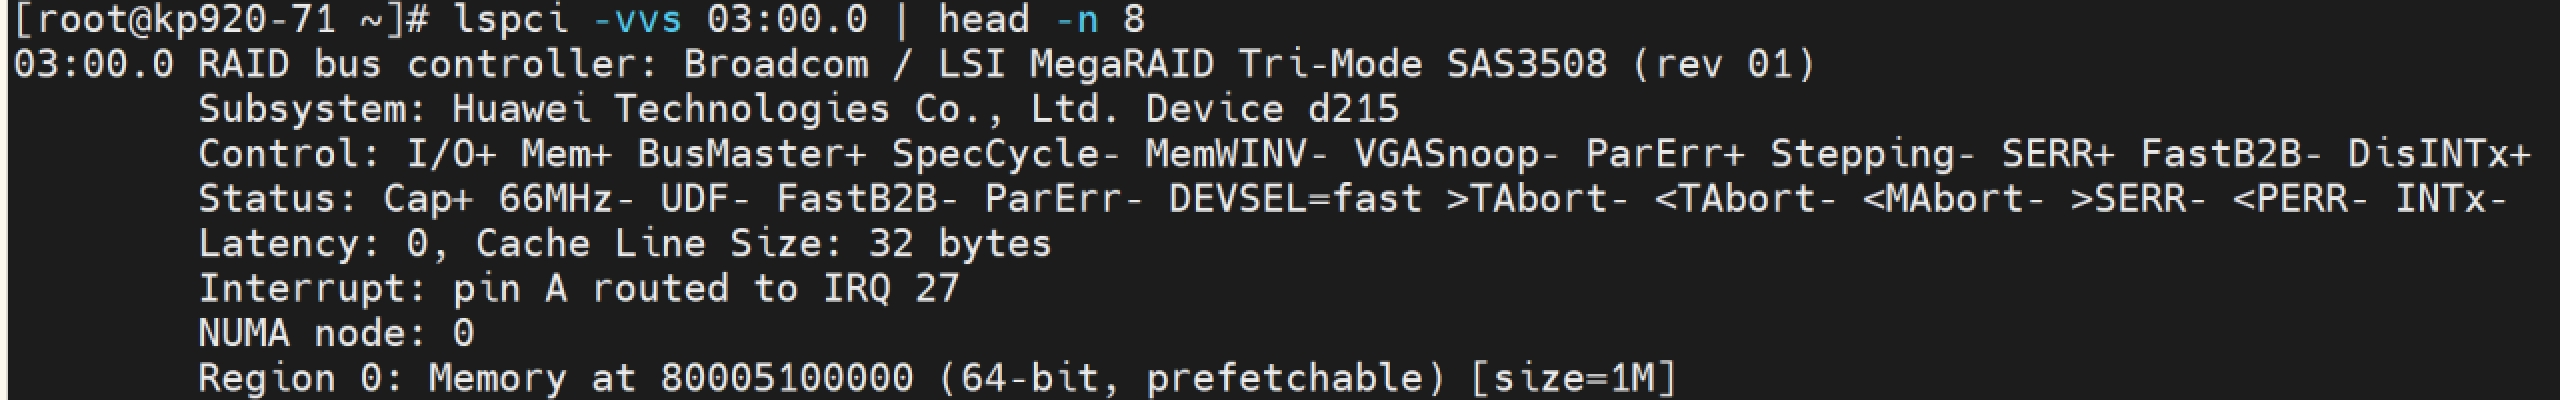 [root@kp920-71 ~]# lspci -vvs 03:00.0 | head -n 8
03:00.0 RAID bus controller: Broadcom / LSI MegaRAID Tri-Mode SAS3508 (rev 01)
Subsystem: Huawei Technologies Co., Ltd. Device d215
Control: I/O+ Mem+ BusMaster+ SpecCycle- MemWINV- VGASnoop- ParErr+ Stepping- SERR+ FastB2B- DisINTx+
Status: Cap+ 66MHz- UDF- FastB2B- ParErr- DEVSEL=fast >TAbort- <TAbort- <MAbort- >SERR- <PERR- INTx-
Latency: 0, Cache Line Size: 32 bytes
Interrupt: pin A routed to IRQ 27
NUMA node: 0
Region 0: Memory at 80005100000 (64-bit, prefetchable) [size=1M]